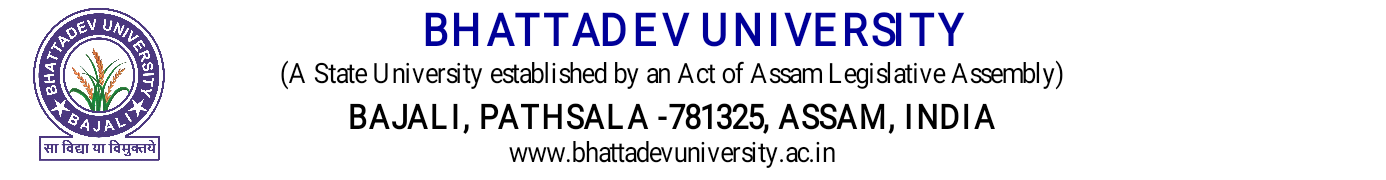 BHATTADEV UNIVERSITY
BAJALI
सा विद्या या विमुक्तये
BHATTADEV UNIVERSITY
(A State University established by an Act of Assam Legislative Assembly)
BAJALI, PATHSALA -781325, ASSAM, INDIA
www.bhattadevuniversity.ac.in